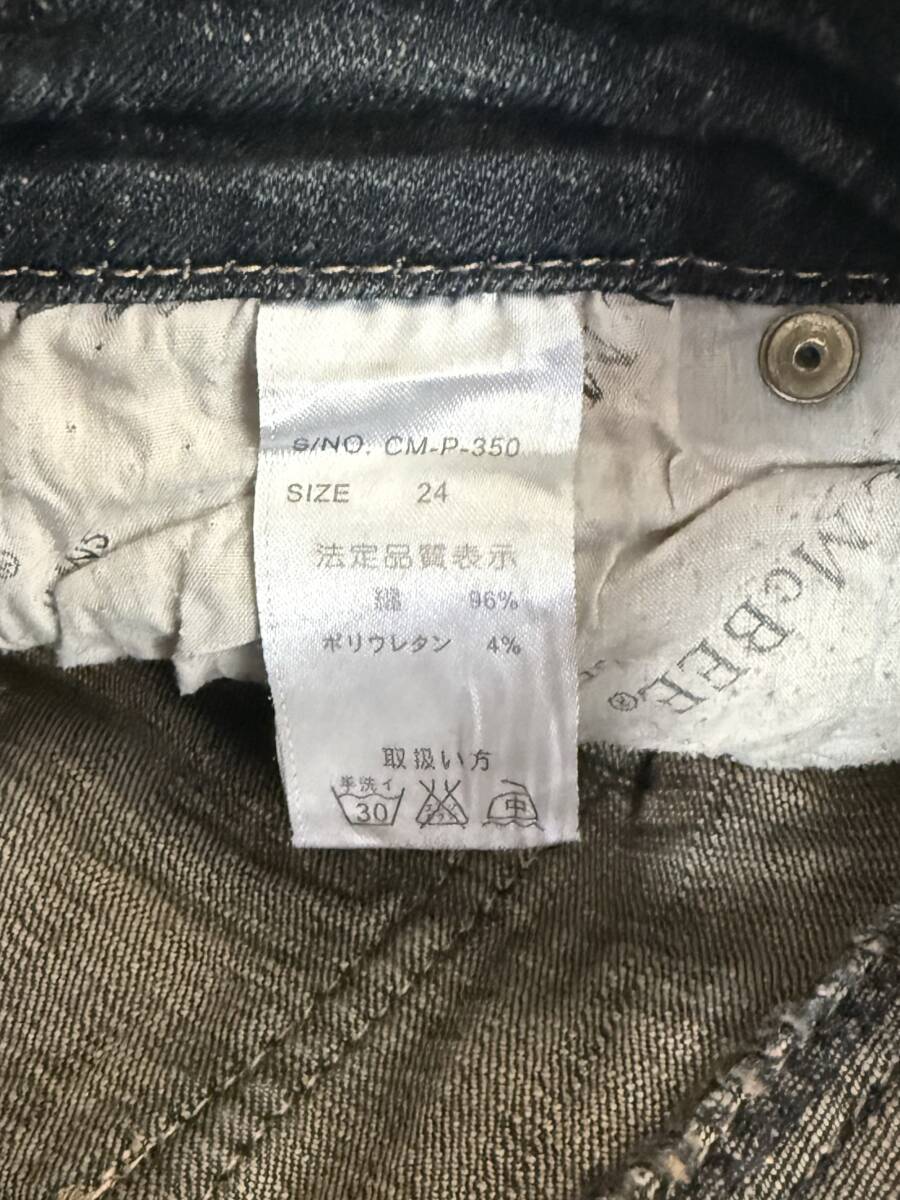 S/NO. CM-P-350
SIZE 24
法定品質表示
綿 96%
ポリウレタン 4%
取扱い方
手洗イ
30
中
McBEE
®
®